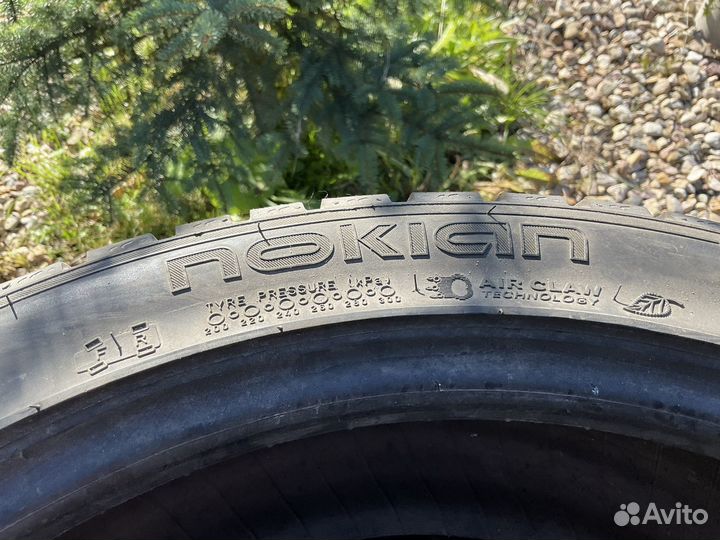 nokian
TYRE PRESSURE (kPa)
200 220 240 260 280 300
AIR CLAW
TECHNOLOGY
F R
Avito